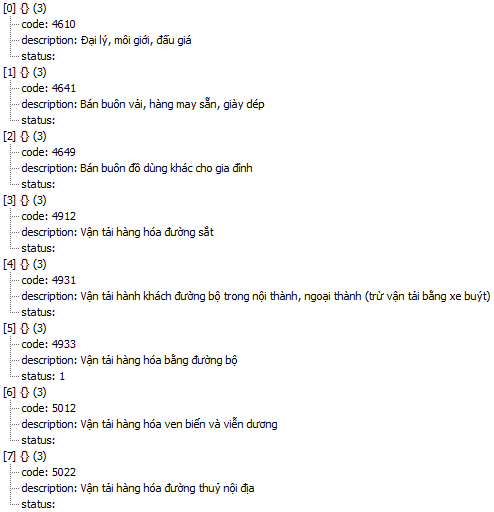 [0] {} (3)
code: 4610
description: Đại lý, môi giới, đấu giá
status:
[1] {} (3)
code: 4641
description: Bán buôn vải, hàng may sẵn, giày dép
status:
[2] {} (3)
code: 4649
description: Bán buôn đồ dùng khác cho gia đình
status:
[3] {} (3)
code: 4912
description: Vận tải hàng hóa đường sắt
status:
[4] {} (3)
code: 4931
description: Vận tải hành khách đường bộ trong nội thành, ngoại thành (trừ vận tải bằng xe buýt)
status:
[5] {} (3)
code: 4933
description: Vận tải hàng hóa bằng đường bộ
status: 1
[6] {} (3)
code: 5012
description: Vận tải hàng hóa ven biển và viễn dương
status:
[7] {} (3)
code: 5022
description: Vận tải hàng hóa đường thuỷ nội địa
status: